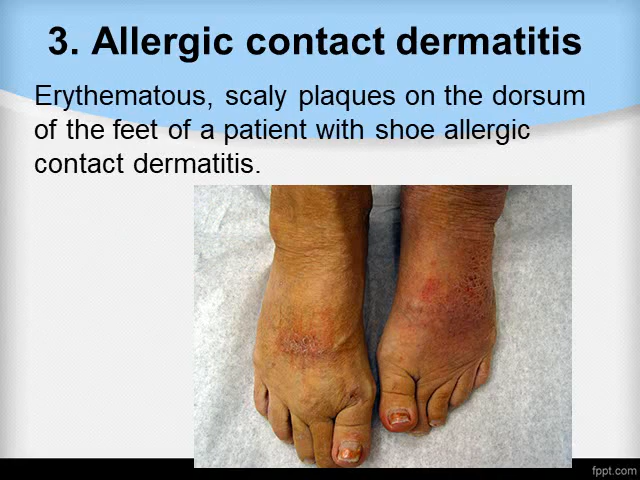 3. Allergic contact dermatitis
Erythematous, scaly plaques on the dorsum
of the feet of a patient with shoe allergic
contact dermatitis.
fppt.com